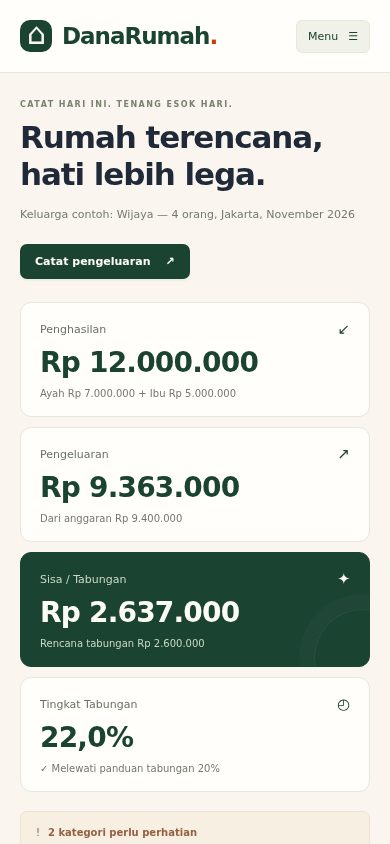 DanaRumah.
Menu ☰
CATAT HARI INI. TENANG ESOK HARI.
Rumah terencana,
hati lebih lega.
Keluarga contoh: Wijaya — 4 orang, Jakarta, November 2026
Catat pengeluaran ↗
Penghasilan ↙
Rp 12.000.000
Ayah Rp 7.000.000 + Ibu Rp 5.000.000
Pengeluaran ↗
Rp 9.363.000
Dari anggaran Rp 9.400.000
Sisa / Tabungan ✦
Rp 2.637.000
Rencana tabungan Rp 2.600.000
Tingkat Tabungan ◴
22,0%
✓ Melewati panduan tabungan 20%
! 2 kategori perlu perhatian